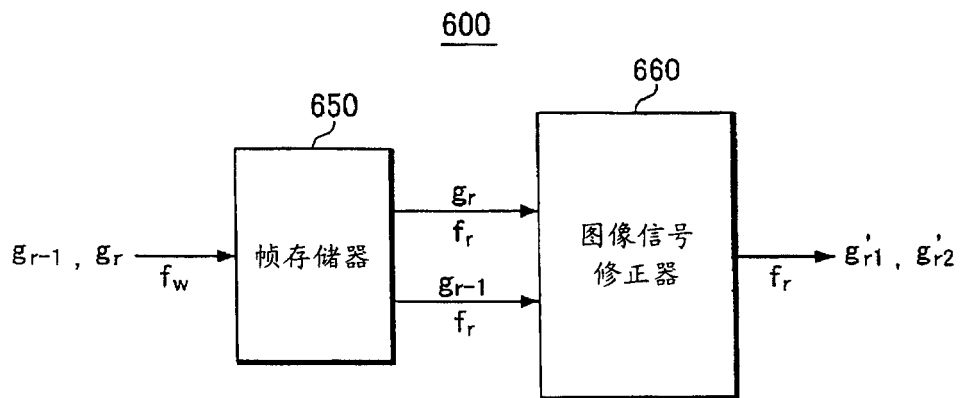 600
650
660
g_{r-1} , g_r
f_w
帧存储器
g_r
f_r
g_{r-1}
f_r
图像信号
修正器
g'_{r1} , g'_{r2}
f_r